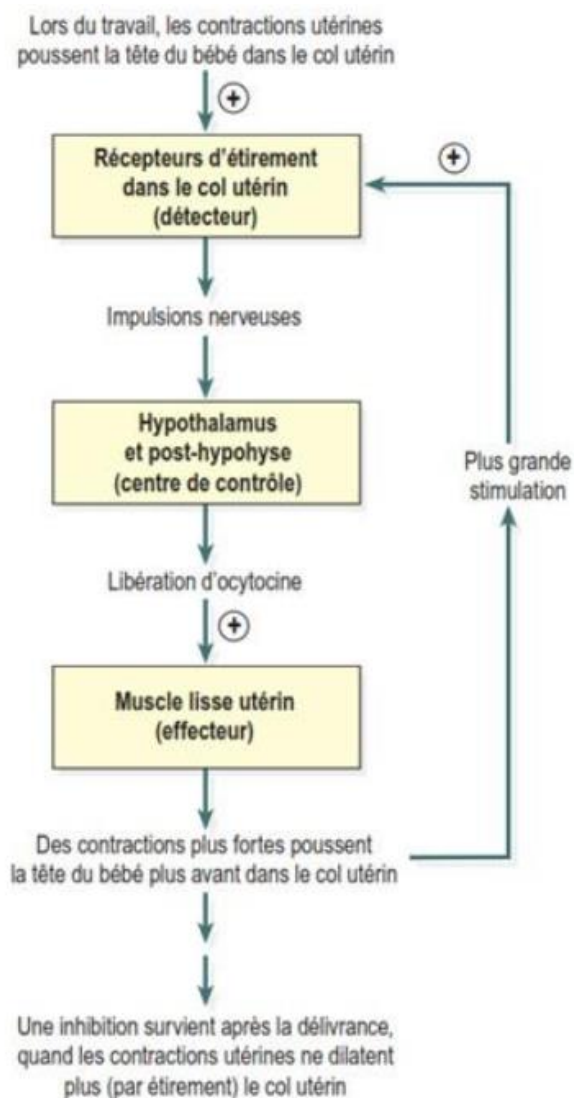 Lors du travail, les contractions utérines
poussent la tête du bébé dans le col utérin
+
+
Récepteurs d'étirement
dans le col utérin
(détecteur)
Impulsions nerveuses
Hypothalamus
et post-hypohyse
(centre de contrôle)
Plus grande
stimulation
Libération d'ocytocine
+
Muscle lisse utérin
(effecteur)
Des contractions plus fortes poussent
la tête du bébé plus avant dans le col utérin
Une inhibition survient après la délivrance,
quand les contractions utérines ne dilatent
plus (par étirement) le col utérin